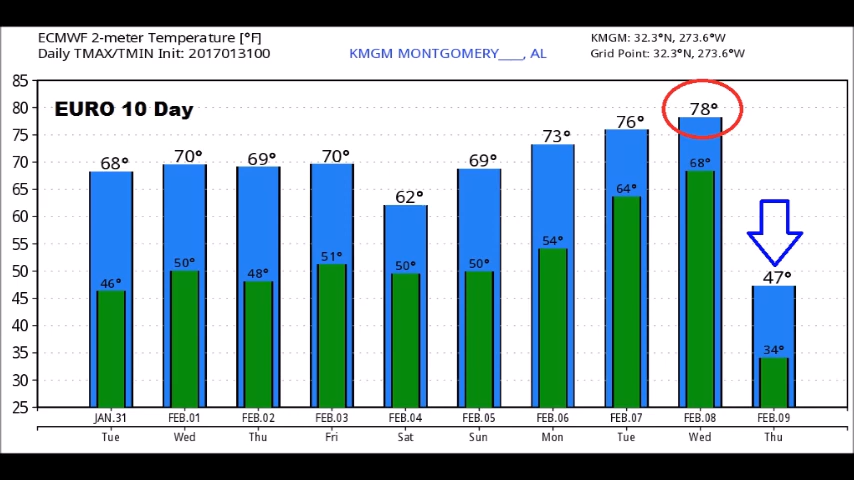 ECMWF 2-meter Temperature [°F]
Daily TMAX/TMIN Init: 2017013100
KMGM MONTGOMERY____, AL
KMGM: 32.3°N, 273.6°W
Grid Point: 32.3°N, 273.6°W
EURO 10 Day
85
80
75
70
65
60
55
50
45
40
35
30
25
68° 70° 69° 70° 62° 69° 73° 76° 78° 47°
46° 50° 48° 51° 50° 50° 54° 64° 68° 34°
JAN.31 FEB.01 FEB.02 FEB.03 FEB.04 FEB.05 FEB.06 FEB.07 FEB.08 FEB.09
Tue Wed Thu Fri Sat Sun Mon Tue Wed Thu